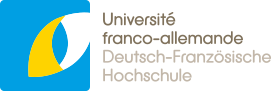 Université
franco-allemande
Deutsch-Französische
Hochschule